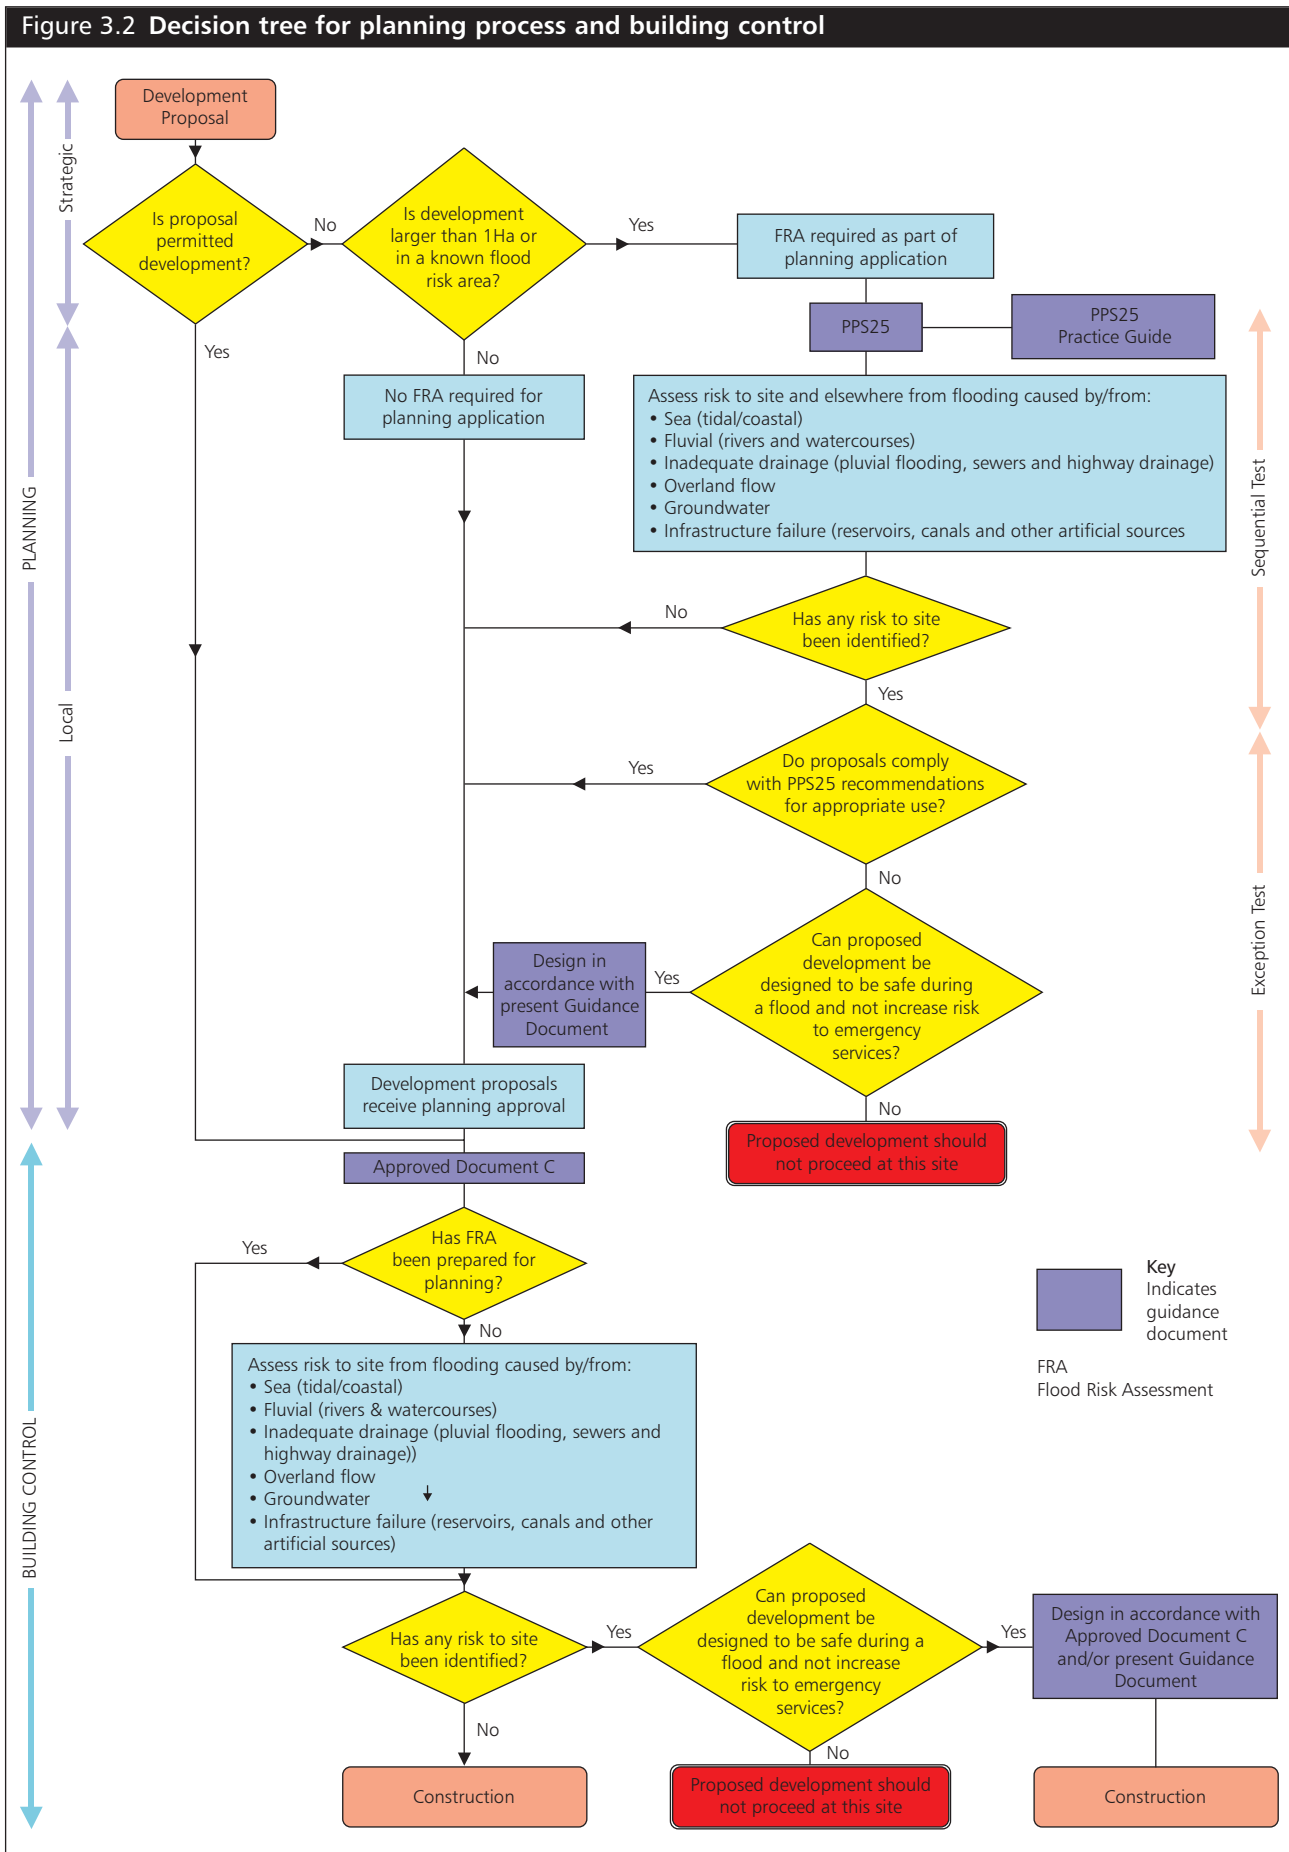 Figure 3.2 Decision tree for planning process and building control
PLANNING
Strategic
Local
BUILDING CONTROL
Sequential Test
Exception Test
Development
Proposal
Is proposal
permitted
development?
No
Yes
Is development
larger than 1Ha or
in a known flood
risk area?
Yes
No
FRA required as part of
planning application
PPS25
PPS25
Practice Guide
No FRA required for
planning application
Assess risk to site and elsewhere from flooding caused by/from:
• Sea (tidal/coastal)
• Fluvial (rivers and watercourses)
• Inadequate drainage (pluvial flooding, sewers and highway drainage)
• Overland flow
• Groundwater
• Infrastructure failure (reservoirs, canals and other artificial sources
Has any risk to site
been identified?
No
Yes
Do proposals comply
with PPS25 recommendations
for appropriate use?
Yes
No
Can proposed
development be
designed to be safe during
a flood and not increase risk
to emergency
services?
Yes
No
Design in
accordance with
present Guidance
Document
Development proposals
receive planning approval
Proposed development should
not proceed at this site
Approved Document C
Has FRA
been prepared for
planning?
Yes
No
Key
Indicates
guidance
document
FRA
Flood Risk Assessment
Assess risk to site from flooding caused by/from:
• Sea (tidal/coastal)
• Fluvial (rivers & watercourses)
• Inadequate drainage (pluvial flooding, sewers and
highway drainage))
• Overland flow
• Groundwater
• Infrastructure failure (reservoirs, canals and other
artificial sources)
Has any risk to site
been identified?
Yes
No
Can proposed
development be
designed to be safe during a
flood and not increase
risk to emergency
services?
Yes
No
Design in accordance with
Approved Document C
and/or present Guidance
Document
Construction
Proposed development should
not proceed at this site
Construction